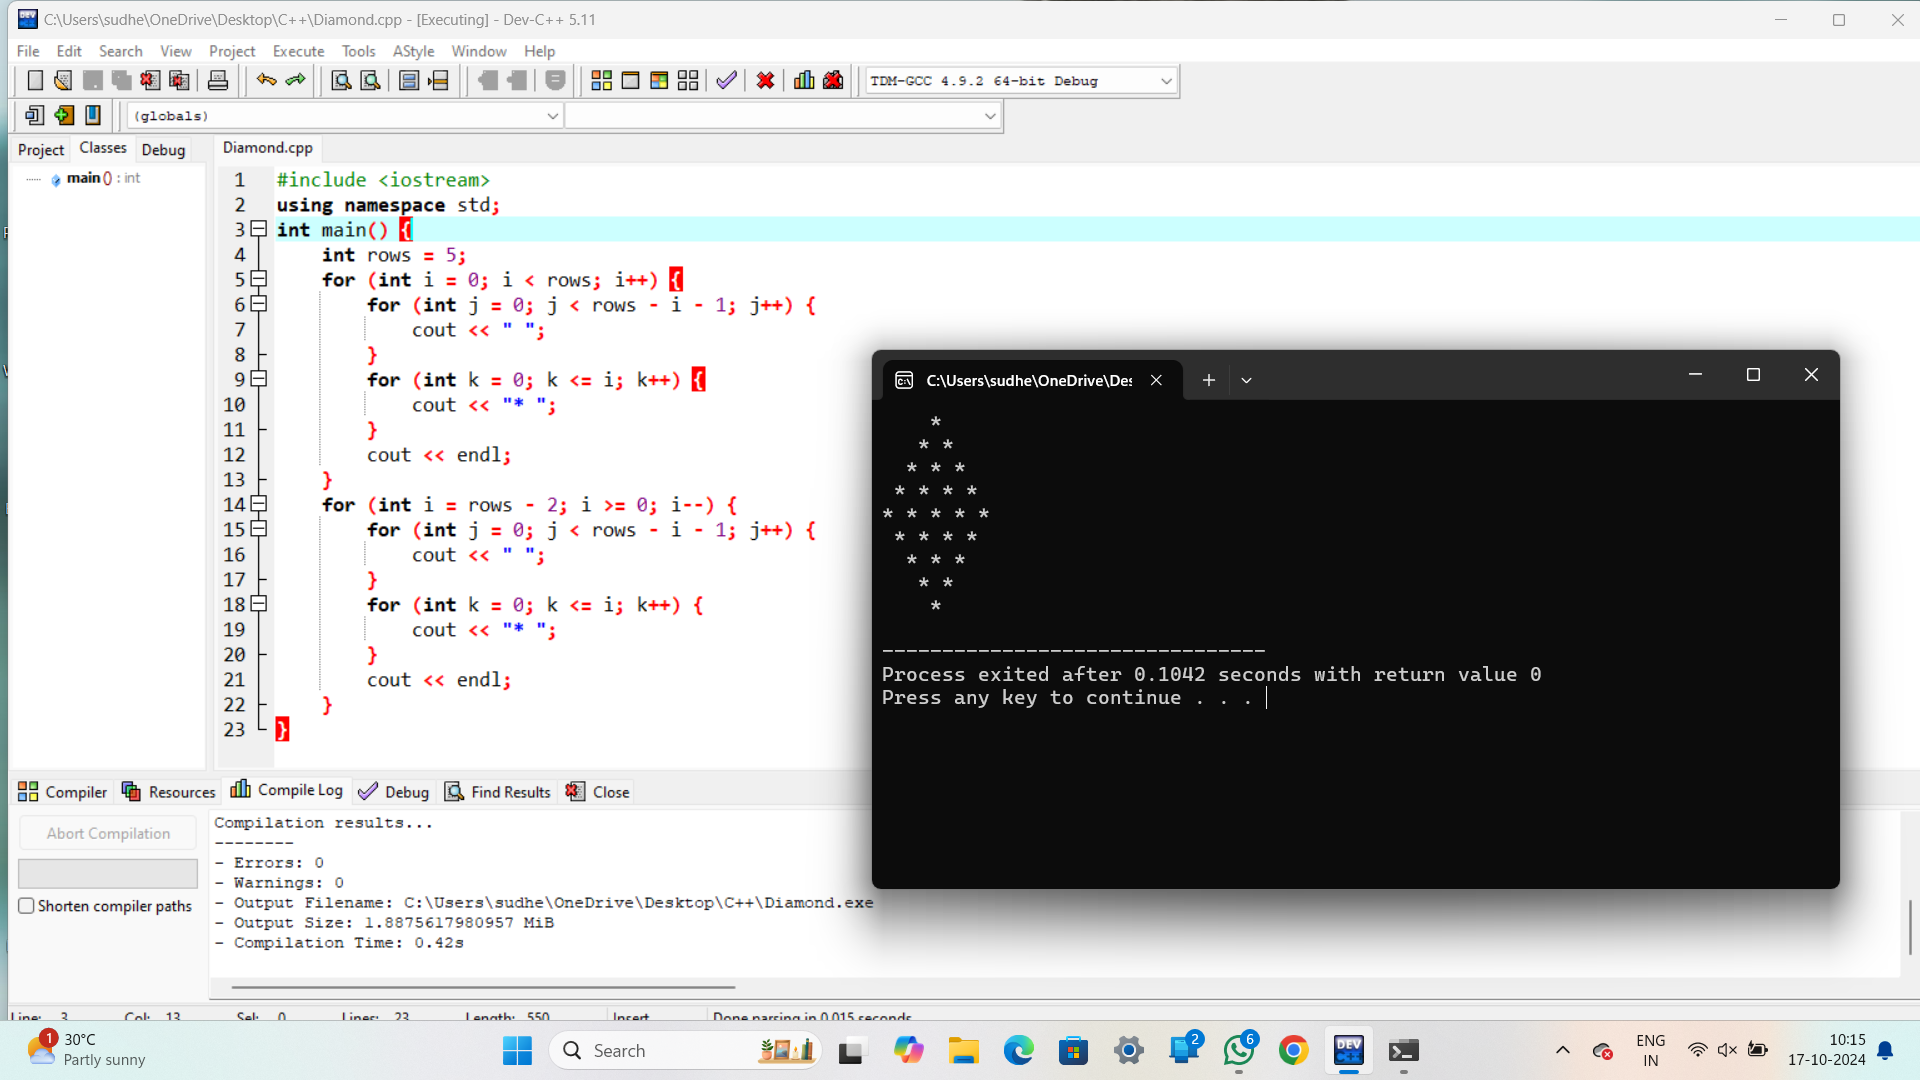 C:\Users\sudhe\OneDrive\Desktop\C++\Diamond.cpp - [Executing] - Dev-C++ 5.11
File Edit Search View Project Execute Tools AStyle Window Help
TDM-GCC 4.9.2 64-bit Debug
(globals)
Project Classes Debug
main () : int
Diamond.cpp
1 #include <iostream>
2 using namespace std;
3 int main() {
4     int rows = 5;
5     for (int i = 0; i < rows; i++) {
6         for (int j = 0; j < rows - i - 1; j++) {
7             cout << " ";
8         }
9         for (int k = 0; k <= i; k++) {
10             cout << "* ";
11         }
12         cout << endl;
13     }
14     for (int i = rows - 2; i >= 0; i--) {
15         for (int j = 0; j < rows - i - 1; j++) {
16             cout << " ";
17         }
18         for (int k = 0; k <= i; k++) {
19             cout << "* ";
20         }
21         cout << endl;
22     }
23 }
C:\Users\sudhe\OneDrive\Des
    *
   * *
  * * *
 * * * *
* * * * *
 * * * *
  * * *
   * *
    *
--------------------------------
Process exited after 0.1042 seconds with return value 0
Press any key to continue . . .
Compiler Resources Compile Log Debug Find Results Close
Abort Compilation
Shorten compiler paths
Compilation results...
--------
- Errors: 0
- Warnings: 0
- Output Filename: C:\Users\sudhe\OneDrive\Desktop\C++\Diamond.exe
- Output Size: 1.8875617980957 MiB
- Compilation Time: 0.42s
Line: 3 Col: 13 Sel: 0 Lines: 23 Length: 550 Insert Done parsing in 0.015 seconds
1
30°C
Partly sunny
Search
2
6
DEV C++
ENG
IN
10:15
17-10-2024